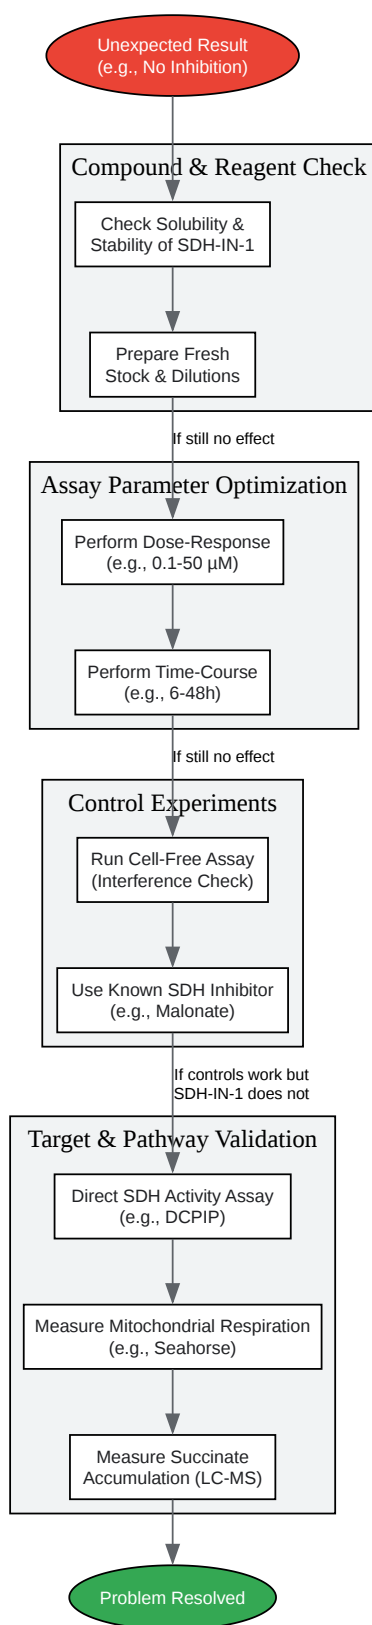 Unexpected Result
(e.g., No Inhibition)
Compound & Reagent Check
Check Solubility &
Stability of SDH-IN-1
Prepare Fresh
Stock & Dilutions
If still no effect
Assay Parameter Optimization
Perform Dose-Response
(e.g., 0.1-50 µM)
Perform Time-Course
(e.g., 6-48h)
If still no effect
Control Experiments
Run Cell-Free Assay
(Interference Check)
Use Known SDH Inhibitor
(e.g., Malonate)
If controls work but
SDH-IN-1 does not
Target & Pathway Validation
Direct SDH Activity Assay
(e.g., DCPIP)
Measure Mitochondrial Respiration
(e.g., Seahorse)
Measure Succinate
Accumulation (LC-MS)
Problem Resolved